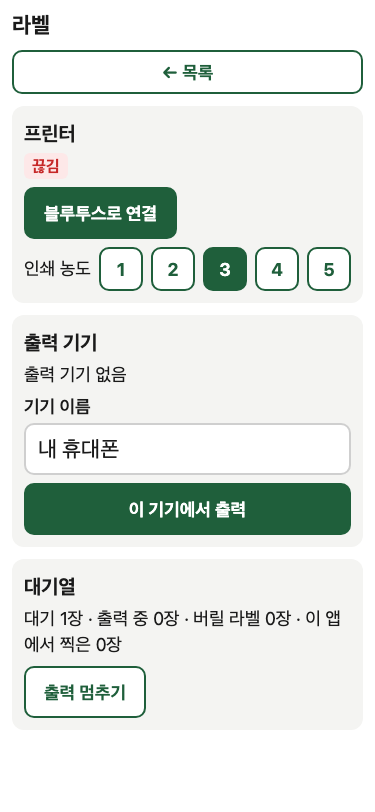 라벨
← 목록
프린터
끊김
블루투스로 연결
인쇄 농도 1 2 3 4 5
출력 기기
출력 기기 없음
기기 이름
내 휴대폰
이 기기에서 출력
대기열
대기 1장 · 출력 중 0장 · 버릴 라벨 0장 · 이 앱
에서 찍은 0장
출력 멈추기